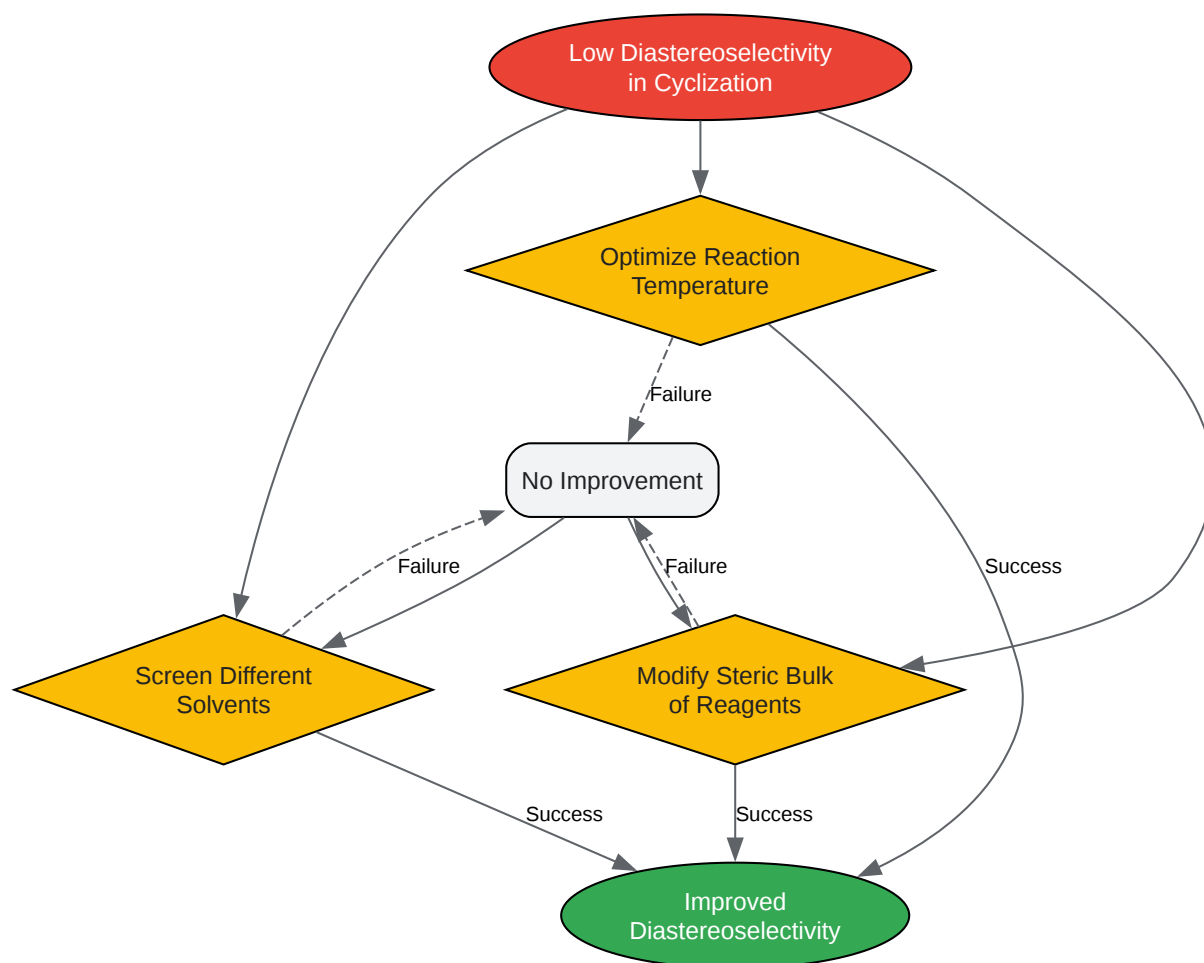 Low Diastereoselectivity
in Cyclization
Optimize Reaction
Temperature
Failure
No Improvement
Failure
Failure
Success
Screen Different
Solvents
Modify Steric Bulk
of Reagents
Success
Success
Improved
Diastereoselectivity